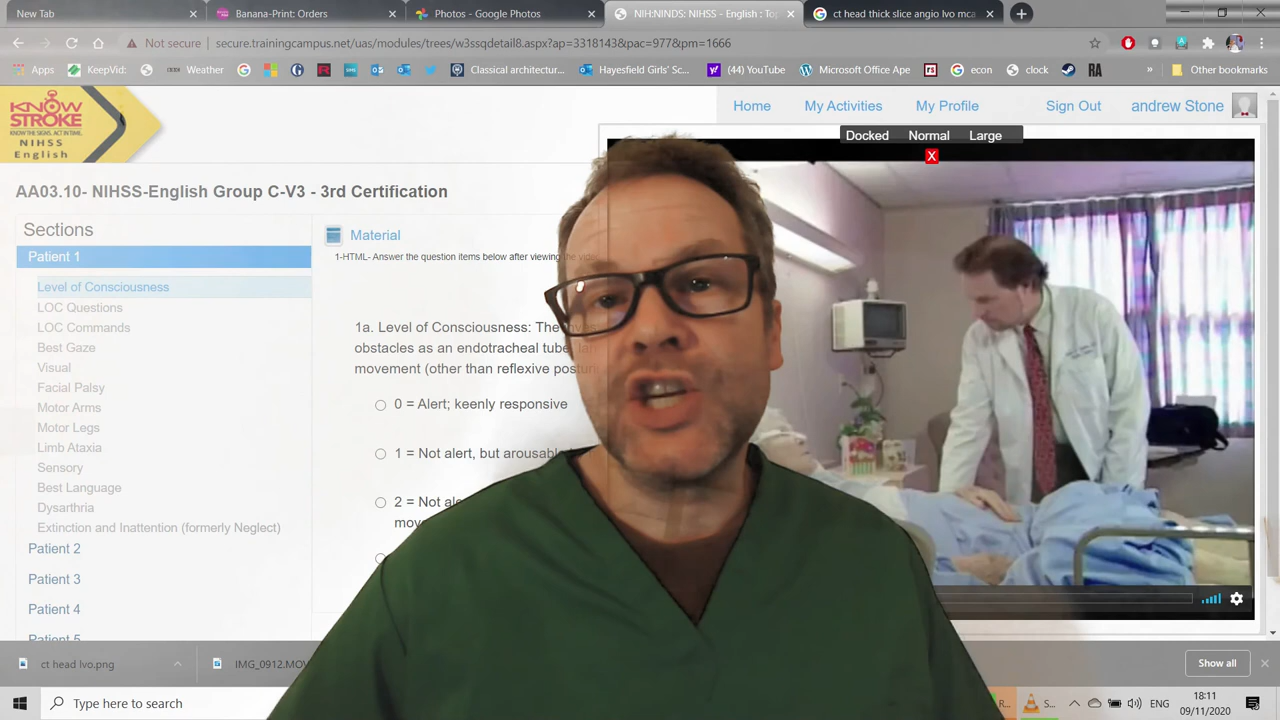 New Tab
Banana-Print: Orders
Photos - Google Photos
NIH:NINDS: NIHSS - English : Top
ct head thick slice angio lvo mca
Not secure
secure.trainingcampus.net/uas/modules/trees/w3ssqdetail8.aspx?ap=3318143&pac=977&pm=1666
Apps
KeepVid:
Weather
Classical architectur...
Hayesfield Girls' Sc...
(44) YouTube
Microsoft Office Ape
econ
clock
RA
»
Other bookmarks
KNOW
STROKE
KNOW THE SIGNS. ACT IN TIME.
NIHSS
English
Home
My Activities
My Profile
Sign Out
andrew Stone
Docked
Normal
Large
X
AA03.10- NIHSS-English Group C-V3 - 3rd Certification
Sections
Patient 1
Level of Consciousness
LOC Questions
LOC Commands
Best Gaze
Visual
Facial Palsy
Motor Arms
Motor Legs
Limb Ataxia
Sensory
Best Language
Dysarthria
Extinction and Inattention (formerly Neglect)
Patient 2
Patient 3
Patient 4
Patient 5
Material
1-HTML- Answer the question items below after viewing the
1a. Level of Consciousness: The
obstacles as an endotracheal tube,
movement (other than reflexive
0 = Alert; keenly responsive
1 = Not alert, but arousable
2 = Not
ct head lvo.png
IMG_0912.MOV
Show all
Type here to search
ENG
18:11
09/11/2020